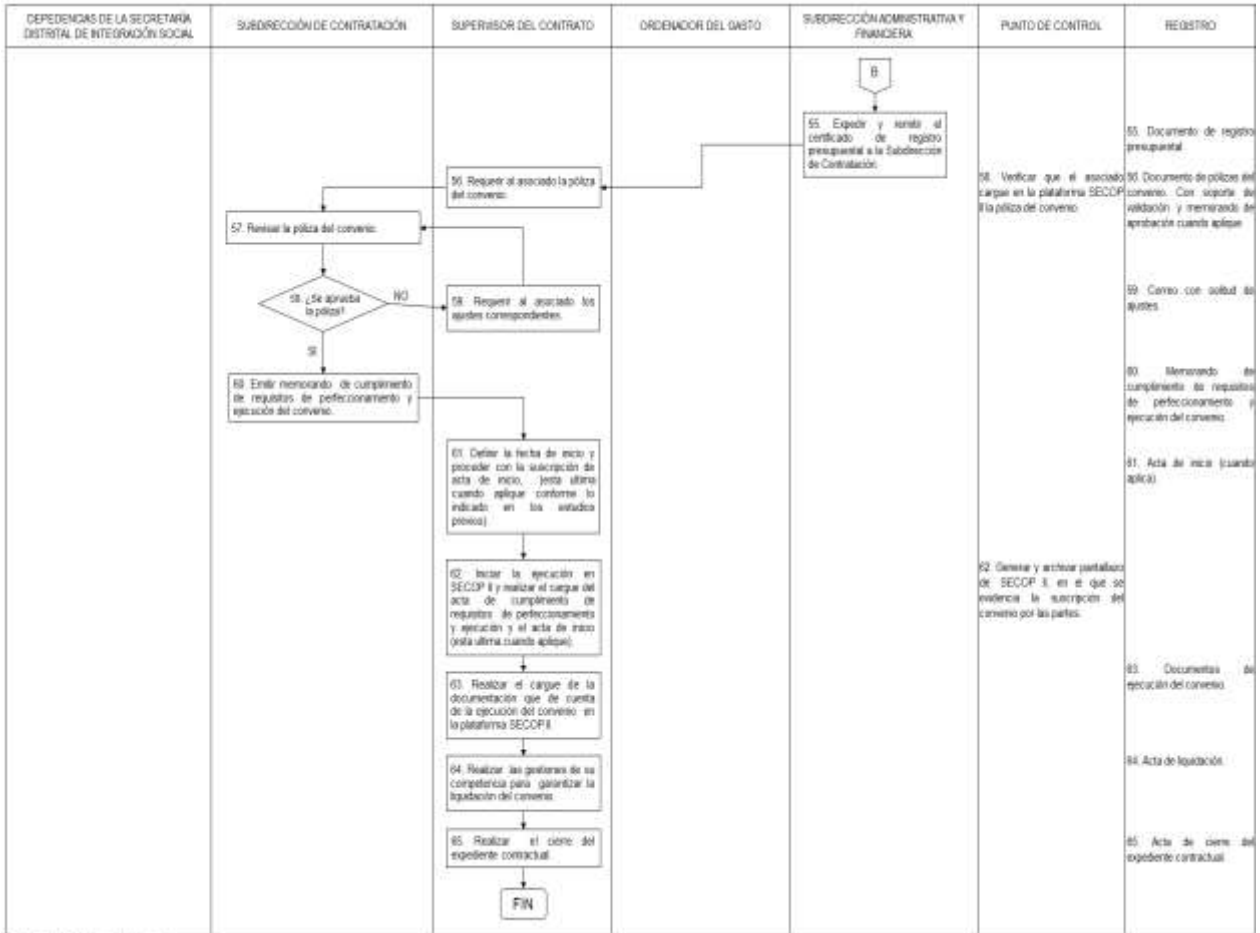 DEPEDENCIAS DE LA SECRETARÍA
DISTRITAL DE INTEGRACIÓN SOCIAL
SUBDIRECCIÓN DE CONTRATACIÓN
SUPERVISOR DEL CONTRATO
ORDENADOR DEL GASTO
SUBDIRECCIÓN ADMINISTRATIVA Y
FINANCIERA
PUNTO DE CONTROL
REGISTRO
B
55. Expedir y remitir el
certificado de registro
presupuestal a la Subdirección
de Contratación.
55. Documento de registro
presupuestal
56. Requerir al asociado la póliza
del convenio.
56. Verificar que el asociado
cargue en la plataforma SECOP
II la póliza del convenio.
56. Documento de pólizas del
convenio. Con soporte de
validación y memorando de
aprobación cuando aplique
57. Revisar la póliza del convenio.
58. ¿Se aprueba
la póliza?
NO
SI
59. Requerir al asociado los
ajustes correspondientes.
59. Correo con solitud de
ajustes.
60. Emitir memorando de cumplimiento
de requisitos de perfeccionamiento y
ejecución del convenio.
60. Memorando de
cumplimiento de requisitos
de perfeccionamiento y
ejecución del convenio.
61. Definir la fecha de inicio y
proceder con la suscripción de
acta de inicio, (esta ultima
cuando aplique conforme lo
indicado en los estudios
previos)
61. Acta de inicio (cuando
aplica)
62. Iniciar la ejecución en
SECOP II y realizar el cargue del
acta de cumplimiento de
requisitos de perfeccionamiento
y ejecución y el acta de inicio
(esta ultima cuando aplique).
62. Generar y archivar pantallazo
de SECOP II, en el que se
evidencia la suscripción del
convenio por las partes.
63. Realizar el cargue de la
documentación que de cuenta
de la ejecución del convenio en
la plataforma SECOP II.
63. Documentos de
ejecución del convenio.
64. Realizar las gestiones de su
competencia para garantizar la
liquidación del convenio.
64. Acta de liquidación.
65. Realizar el cierre del
expediente contractual.
65. Acta de cierre del
expediente contractual.
FIN